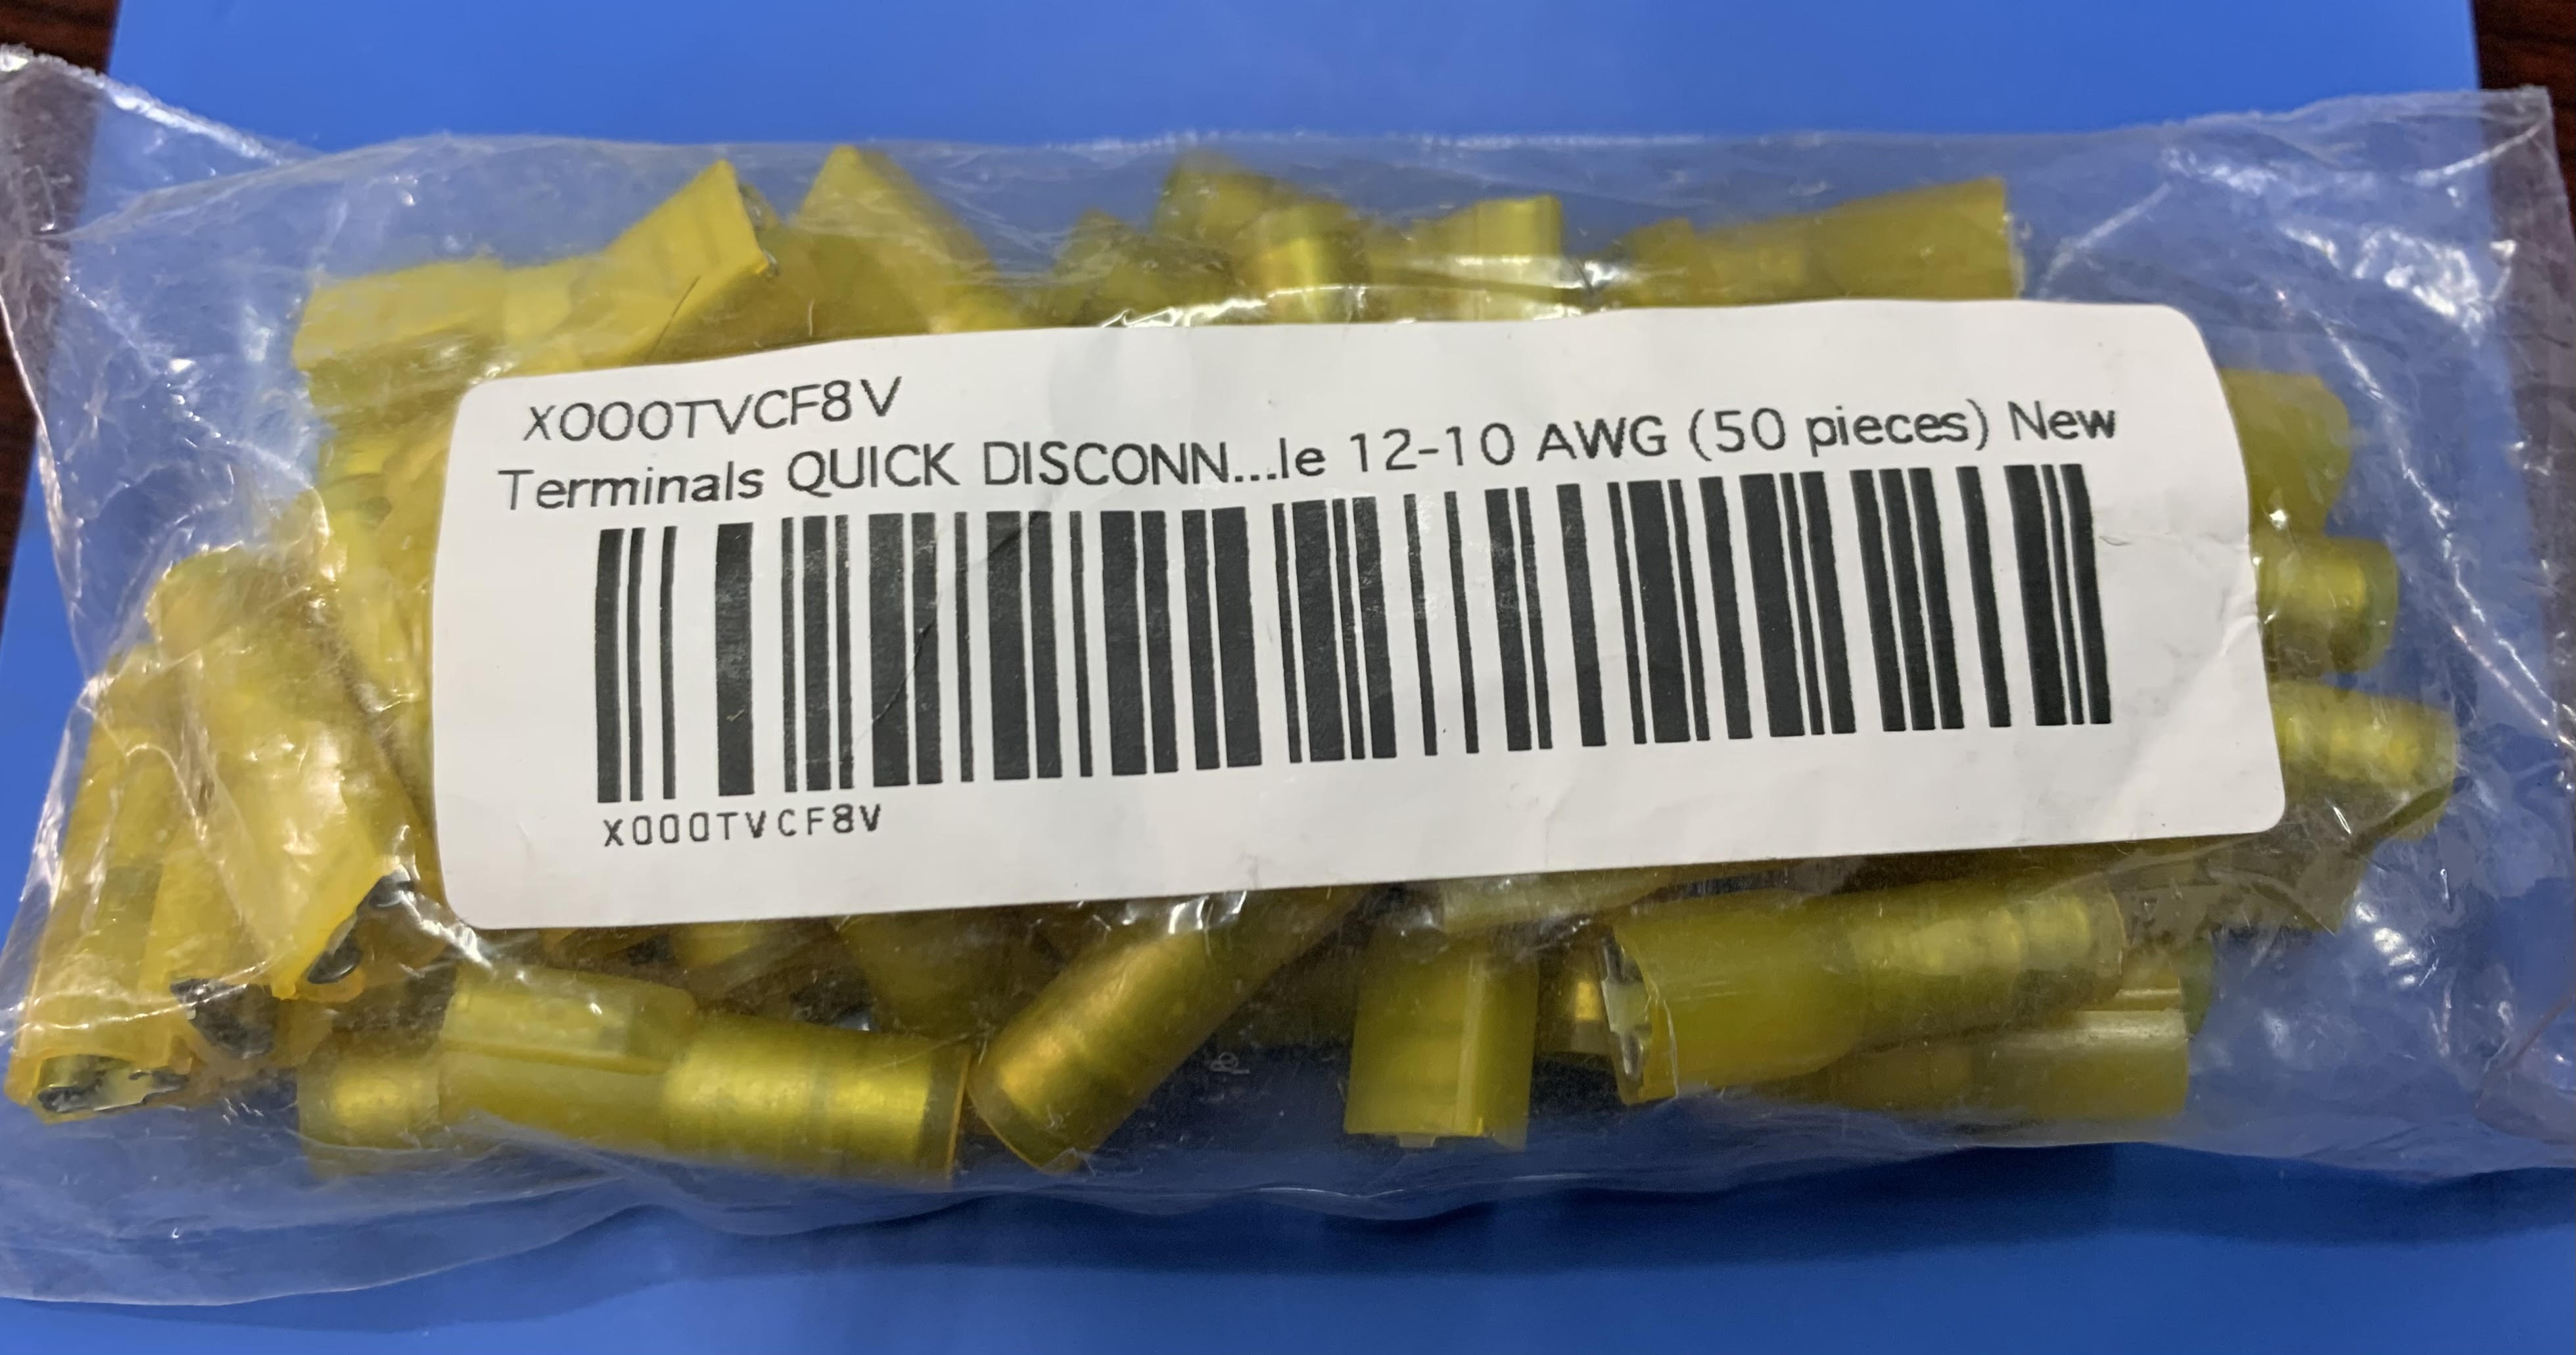 X000TVCF8V
Terminals QUICK DISCONN...le 12-10 AWG (50 pieces) New
X000TVCF8V